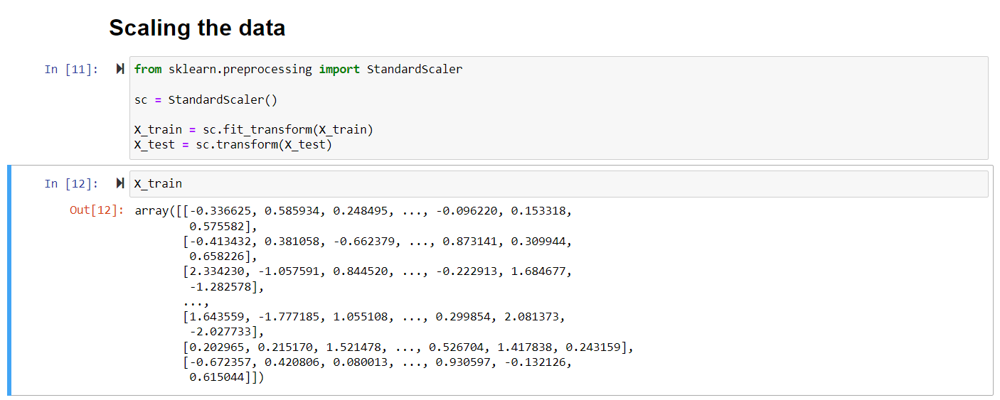 Scaling the data
In [11]:
from sklearn.preprocessing import StandardScaler
sc = StandardScaler()
X_train = sc.fit_transform(X_train)
X_test = sc.transform(X_test)
In [12]:
X_train
Out[12]:
array([[-0.336625, 0.585934, 0.248495, ..., -0.096220, 0.153318,
0.575582],
[-0.413432, 0.381058, -0.662379, ..., 0.873141, 0.309944,
0.658226],
[2.334230, -1.057591, 0.844520, ..., -0.222913, 1.684677,
-1.282578],
...,
[1.643559, -1.777185, 1.055108, ..., 0.299854, 2.081373,
-2.027733],
[0.202965, 0.215170, 1.521478, ..., 0.526704, 1.417838, 0.243159],
[-0.672357, 0.420806, 0.080013, ..., 0.930597, -0.132126,
0.615044]])